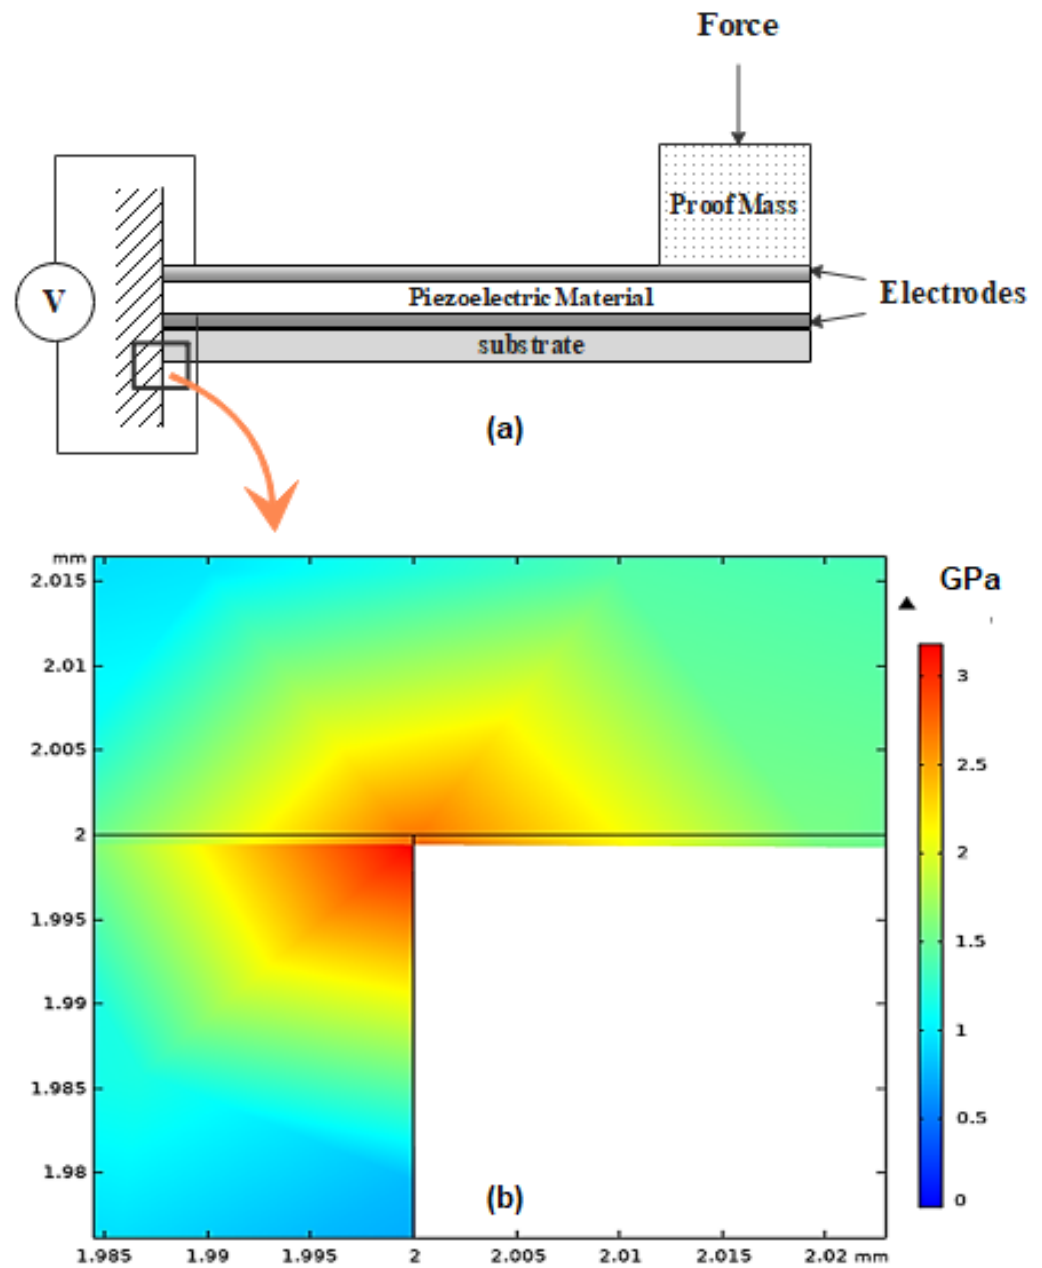 Force
Proof Mass
V
Piezoelectric Material
Electrodes
substrate
(a)
mm
GPa
2.015
2.01
2.005
2
1.995
1.99
1.985
1.98
3
2.5
2
1.5
1
0.5
0
(b)
1.985 1.99 1.995 2 2.005 2.01 2.015 2.02 mm